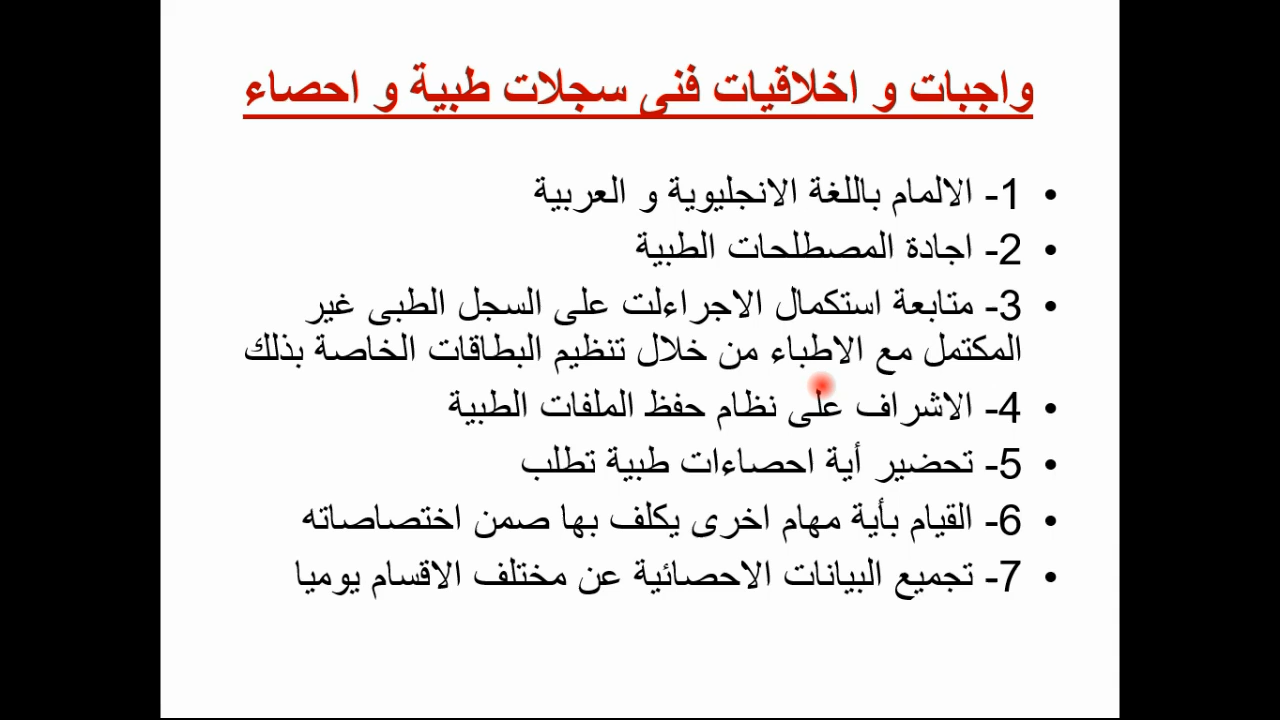 واجبات و اخلاقيات فنى سجلات طبية و احصاء
• 1- الالمام باللغة الانجليوية و العربية
• 2- اجادة المصطلحات الطبية
• 3- متابعة استكمال الاجراءلت على السجل الطبى غير
المكتمل مع الاطباء من خلال تنظيم البطاقات الخاصة بذلك
• 4- الاشراف على نظام حفظ الملفات الطبية
• 5- تحضير أية احصاءات طبية تطلب
• 6- القيام بأية مهام اخرى يكلف بها صمن اختصاصاته
• 7- تجميع البيانات الاحصائية عن مختلف الاقسام يوميا